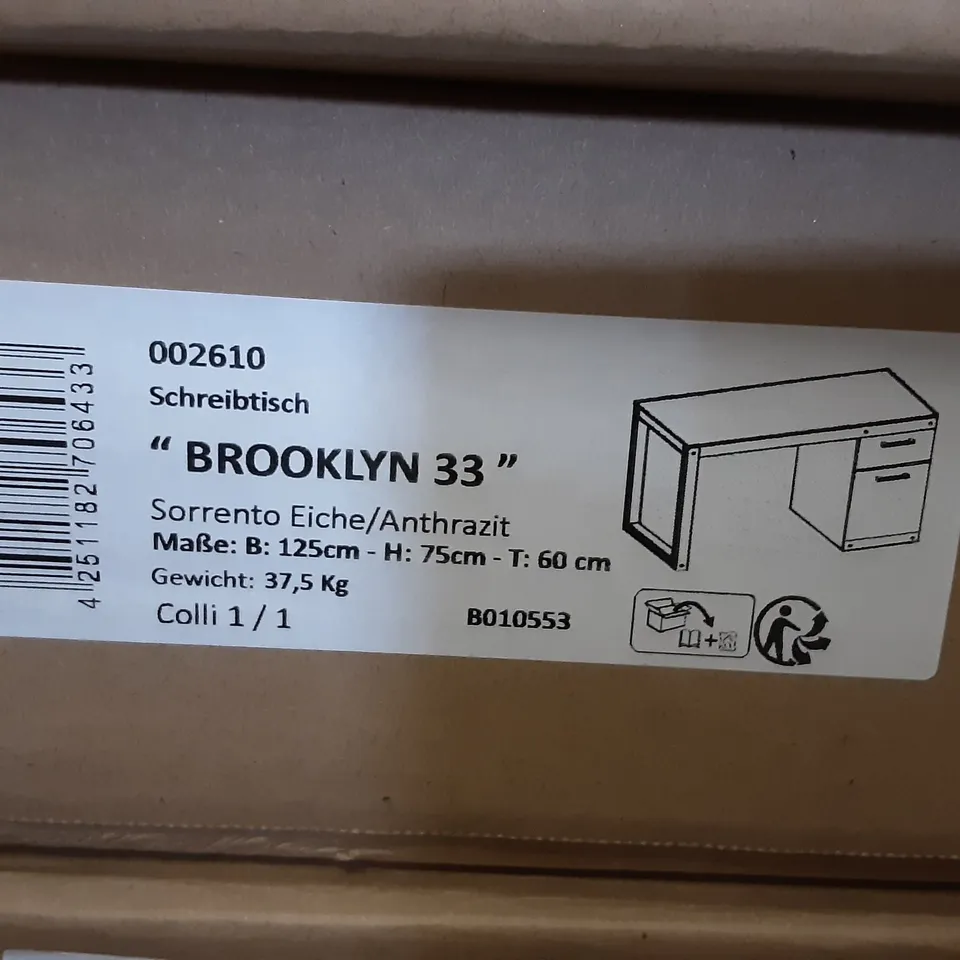 002610
Schreibtisch
“ BROOKLYN 33 ”
Sorrento Eiche/Anthrazit
Maße: B: 125cm - H: 75cm - T: 60 cm
Gewicht: 37,5 Kg
Colli 1 / 1
B010553
4 251182 706433